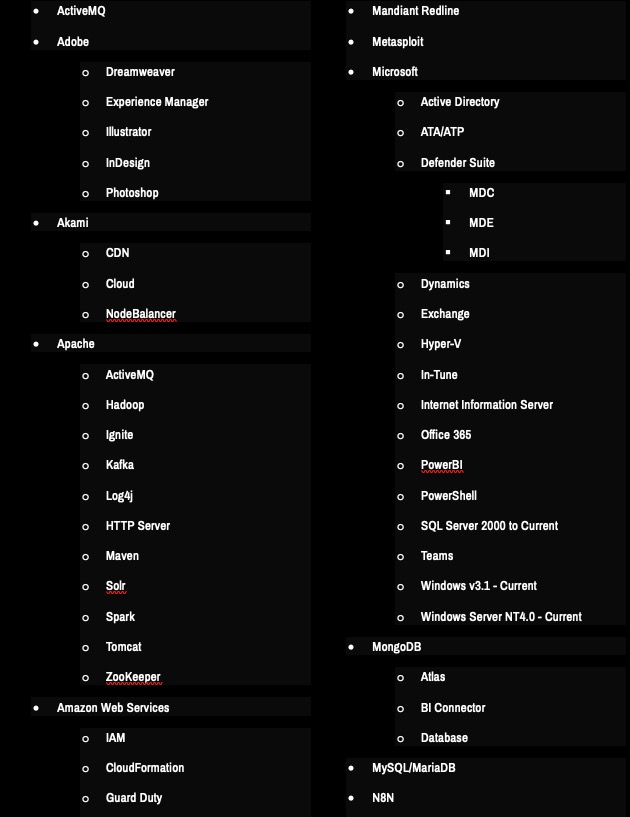 ActiveMQ
Adobe
Dreamweaver
Experience Manager
Illustrator
InDesign
Photoshop
Akami
CDN
Cloud
NodeBalancer
Apache
ActiveMQ
Hadoop
Ignite
Kafka
Log4j
HTTP Server
Maven
Solr
Spark
Tomcat
ZooKeeper
Amazon Web Services
IAM
CloudFormation
Guard Duty
Mandiant Redline
Metasploit
Microsoft
Active Directory
ATA/ATP
Defender Suite
MDC
MDE
MDI
Dynamics
Exchange
Hyper-V
In-Tune
Internet Information Server
Office 365
PowerBI
PowerShell
SQL Server 2000 to Current
Teams
Windows v3.1 - Current
Windows Server NT4.0 - Current
MongoDB
Atlas
BI Connector
Database
MySQL/MariaDB
N8N